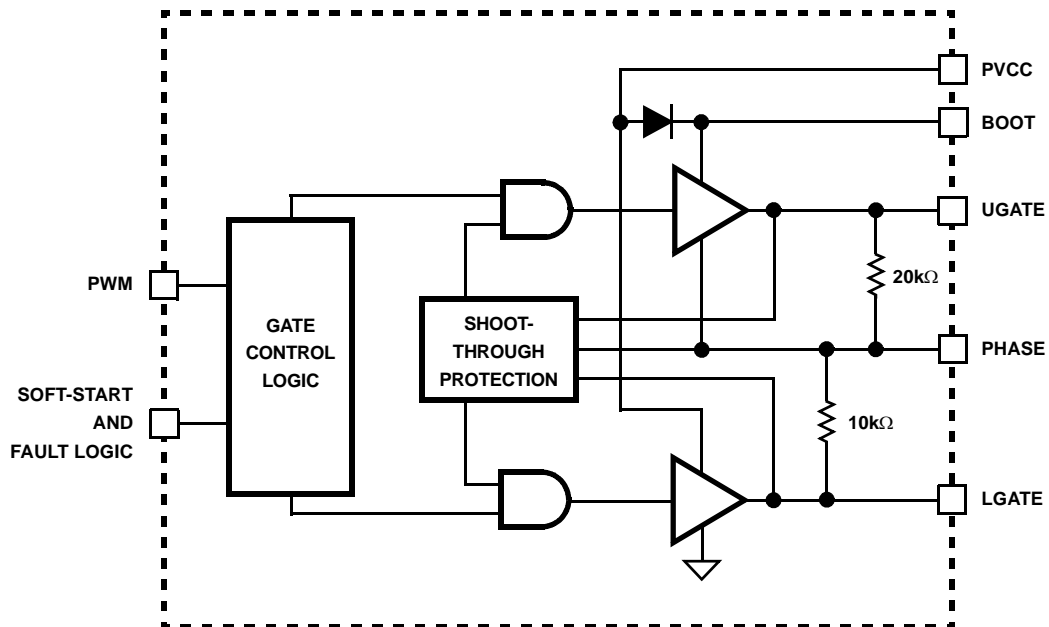 PVCC
BOOT
UGATE
PWM
20kΩ
GATE
CONTROL
LOGIC
SHOOT-
THROUGH
PROTECTION
PHASE
SOFT-START
AND
FAULT LOGIC
10kΩ
LGATE